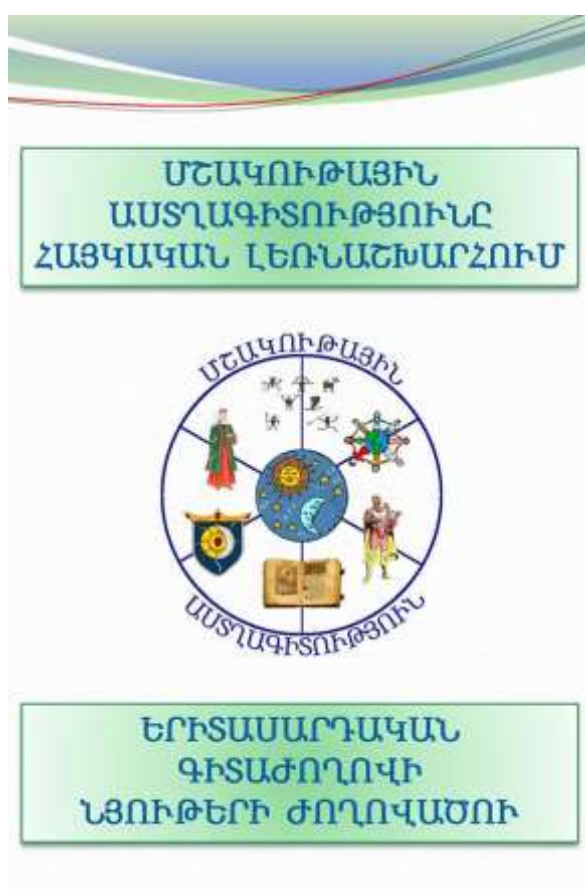 ՄՇԱԿՈՒԹԱՅԻՆ
ԱՍՏՂԱԳԻՏՈՒԹՅՈՒՆԸ
ՀԱՅԿԱԿԱՆ ԼԵՌՆԱՇԽԱՐՀՈՒՄ
ՄՇԱԿՈՒԹԱՅԻՆ
ԱՍՏՂԱԳԻՏՈՒԹՅՈՒՆ
ԵՐԻՏԱՍԱՐԴԱԿԱՆ
ԳԻՏԱԺՈՂՈՎԻ
ՆՅՈՒԹԵՐԻ ԺՈՂՈՎԱԾՈՒ